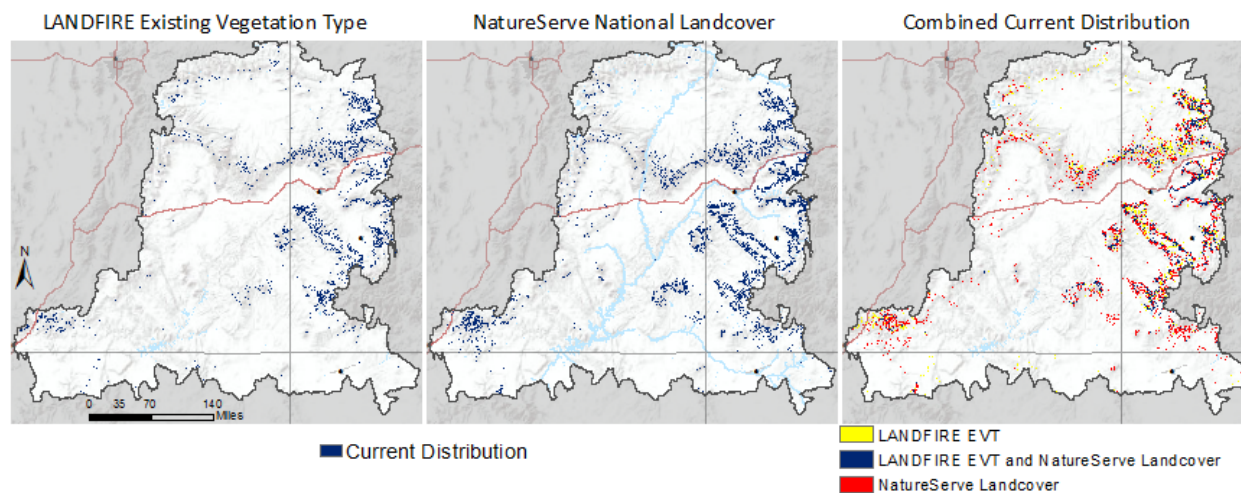 LANDFIRE Existing Vegetation Type
NatureServe National Landcover
Combined Current Distribution
N
0 35 70 140
Miles
Current Distribution
LANDFIRE EVT
LANDFIRE EVT and NatureServe Landcover
NatureServe Landcover